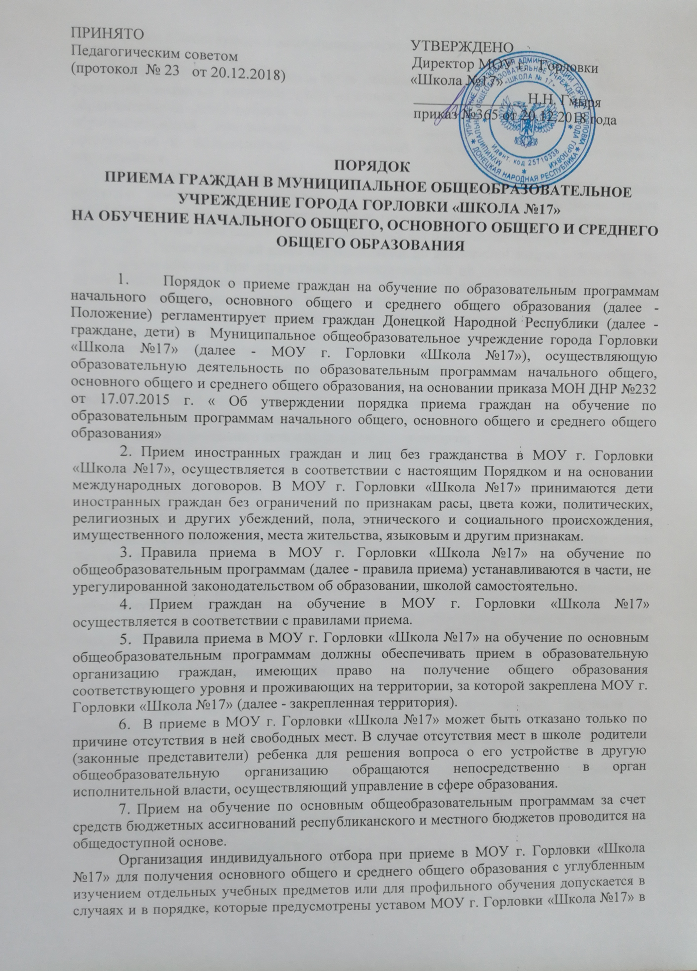 ПРИНЯТО
Педагогическим советом
(протокол № 23 от 20.12.2018)
УТВЕРЖДЕНО
Директор МОУ г. Горловки
«Школа №17»
Н.Н. Гмыря
приказ №365 от 20.12.2018 года
Идент. код 25710358
ДОНЕЦКАЯ НАРОДНАЯ РЕСПУБЛИКА
ПОРЯДОК
ПРИЕМА ГРАЖДАН В МУНИЦИПАЛЬНОЕ ОБЩЕОБРАЗОВАТЕЛЬНОЕ
УЧРЕЖДЕНИЕ ГОРОДА ГОРЛОВКИ «ШКОЛА №17»
НА ОБУЧЕНИЕ НАЧАЛЬНОГО ОБЩЕГО, ОСНОВНОГО ОБЩЕГО И СРЕДНЕГО
ОБЩЕГО ОБРАЗОВАНИЯ
1. Порядок о приеме граждан на обучение по образовательным программам
начального общего, основного общего и среднего общего образования (далее -
Положение) регламентирует прием граждан Донецкой Народной Республики (далее -
граждане, дети) в Муниципальное общеобразовательное учреждение города Горловки
«Школа №17» (далее - МОУ г. Горловки «Школа №17»), осуществляющую
образовательную деятельность по образовательным программам начального общего,
основного общего и среднего общего образования, на основании приказа МОН ДНР №232
от 17.07.2015 г. « Об утверждении порядка приема граждан на обучение по
образовательным программам начального общего, основного общего и среднего общего
образования»
2. Прием иностранных граждан и лиц без гражданства в МОУ г. Горловки
«Школа №17», осуществляется в соответствии с настоящим Порядком и на основании
международных договоров. В МОУ г. Горловки «Школа №17» принимаются дети
иностранных граждан без ограничений по признакам расы, цвета кожи, политических,
религиозных и других убеждений, пола, этнического и социального происхождения,
имущественного положения, места жительства, языковым и другим признакам.
3. Правила приема в МОУ г. Горловки «Школа №17» на обучение по
общеобразовательным программам (далее - правила приема) устанавливаются в части, не
урегулированной законодательством об образовании, школой самостоятельно.
4. Прием граждан на обучение в МОУ г. Горловки «Школа №17»
осуществляется в соответствии с правилами приема.
5. Правила приема в МОУ г. Горловки «Школа №17» на обучение по основным
общеобразовательным программам должны обеспечивать прием в образовательную
организацию граждан, имеющих право на получение общего образования
соответствующего уровня и проживающих на территории, за которой закреплена МОУ г.
Горловки «Школа №17» (далее - закрепленная территория).
6. В приеме в МОУ г. Горловки «Школа №17» может быть отказано только по
причине отсутствия в ней свободных мест. В случае отсутствия мест в школе родители
(законные представители) ребенка для решения вопроса о его устройстве в другую
общеобразовательную организацию обращаются непосредственно в орган
исполнительной власти, осуществляющий управление в сфере образования.
7. Прием на обучение по основным общеобразовательным программам за счет
средств бюджетных ассигнований республиканского и местного бюджетов проводится на
общедоступной основе.
Организация индивидуального отбора при приеме в МОУ г. Горловки «Школа
№17» для получения основного общего и среднего общего образования с углубленным
изучением отдельных учебных предметов или для профильного обучения допускается в
случаях и в порядке, которые предусмотрены уставом МОУ г. Горловки «Школа №17» в